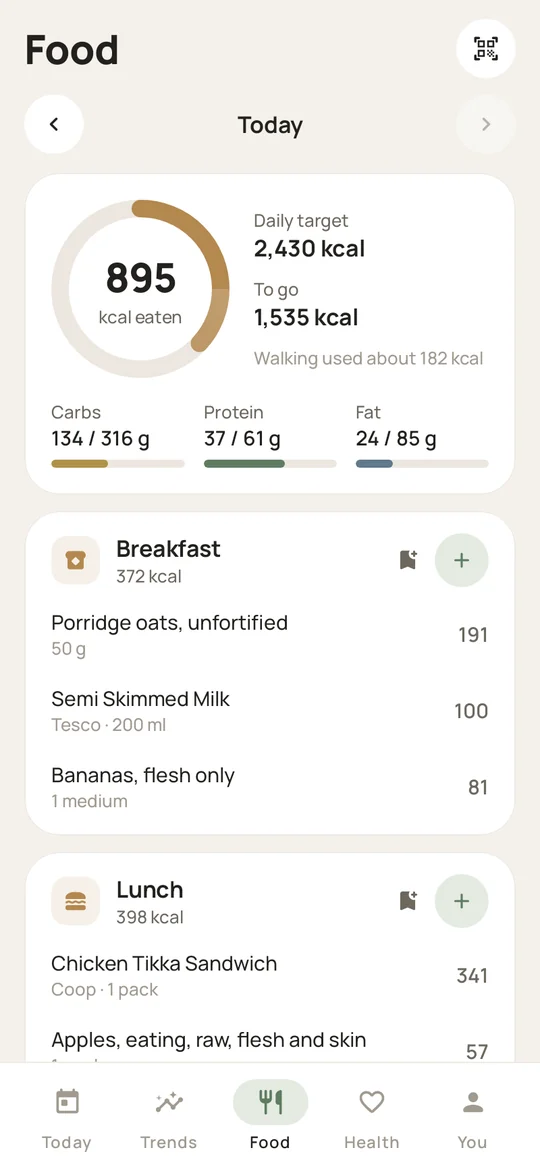 Food
Today
895
kcal eaten
Daily target
2,430 kcal
To go
1,535 kcal
Walking used about 182 kcal
Carbs
134 / 316 g
Protein
37 / 61 g
Fat
24 / 85 g
Breakfast
372 kcal
Porridge oats, unfortified
50 g
191
Semi Skimmed Milk
Tesco · 200 ml
100
Bananas, flesh only
1 medium
81
Lunch
398 kcal
Chicken Tikka Sandwich
Coop · 1 pack
341
Apples, eating, raw, flesh and skin
57
Today
Trends
Food
Health
You